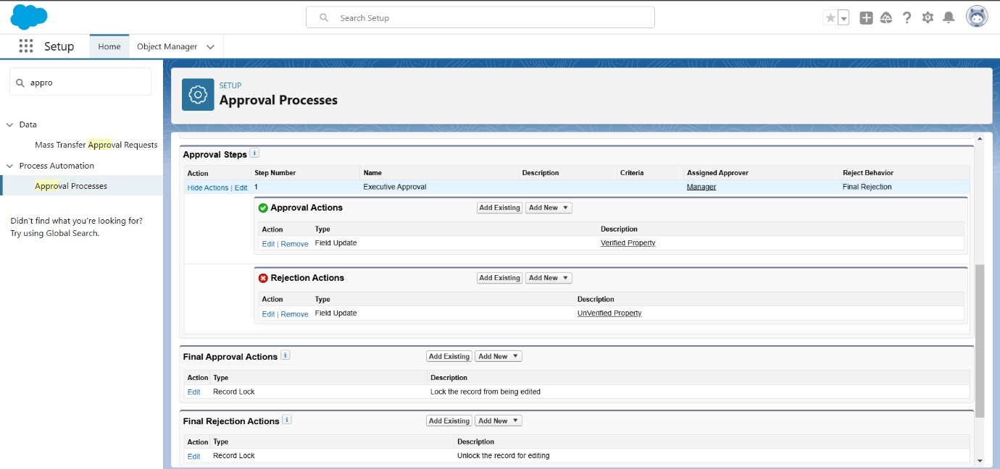 Search Setup
Setup
Home
Object Manager
appro
Data
Mass Transfer Approval Requests
Process Automation
Approval Processes
Didn't find what you're looking for?
Try using Global Search.
SETUP
Approval Processes
Approval Steps i
Action Step Number Name Description Criteria Assigned Approver Reject Behavior
Hide Actions | Edit 1 Executive Approval Manager Final Rejection
Approval Actions Add Existing Add New
Action Type Description
Edit | Remove Field Update Verified Property
Rejection Actions Add Existing Add New
Action Type Description
Edit | Remove Field Update UnVerified Property
Final Approval Actions i Add Existing Add New
Action Type Description
Edit Record Lock Lock the record from being edited
Final Rejection Actions i Add Existing Add New
Action Type Description
Edit Record Lock Unlock the record for editing